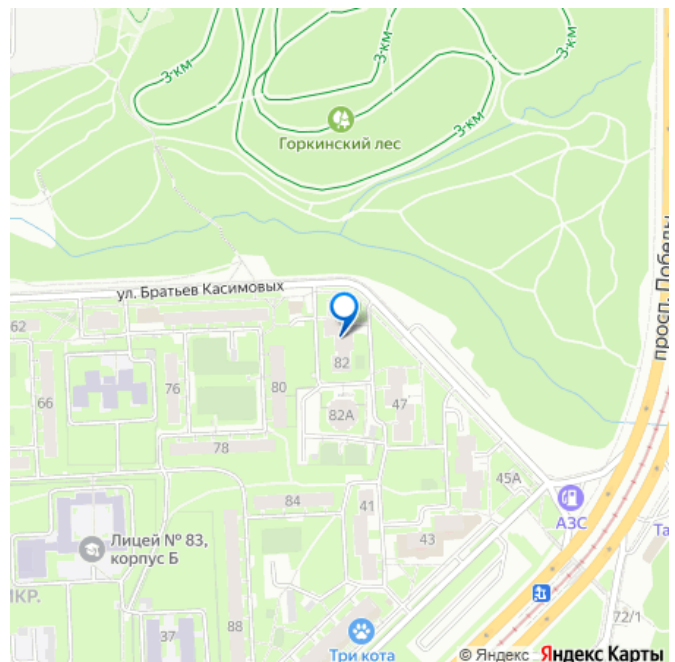 3 км
3 км
3 км
Горкинский лес
просп. Победы
ул. Братьев Касимовых
62
82
76
80
66
47
82А
78
45А
84
41
АЗС
Та
Лицей № 83,
корпус Б
43
МКР.
72/1
37
88
Три кота
© Яндекс Яндекс Карты